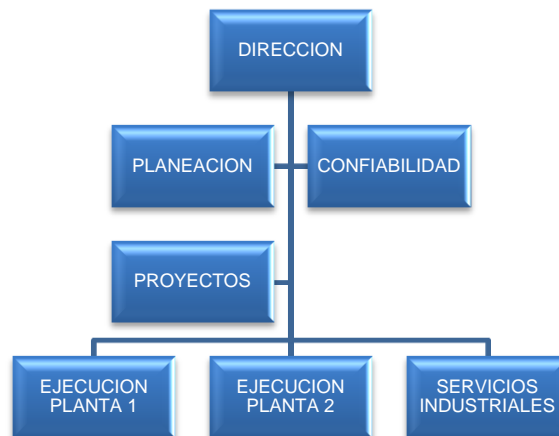 DIRECCION
PLANEACION
CONFIABILIDAD
PROYECTOS
EJECUCION
PLANTA 1
EJECUCION
PLANTA 2
SERVICIOS
INDUSTRIALES